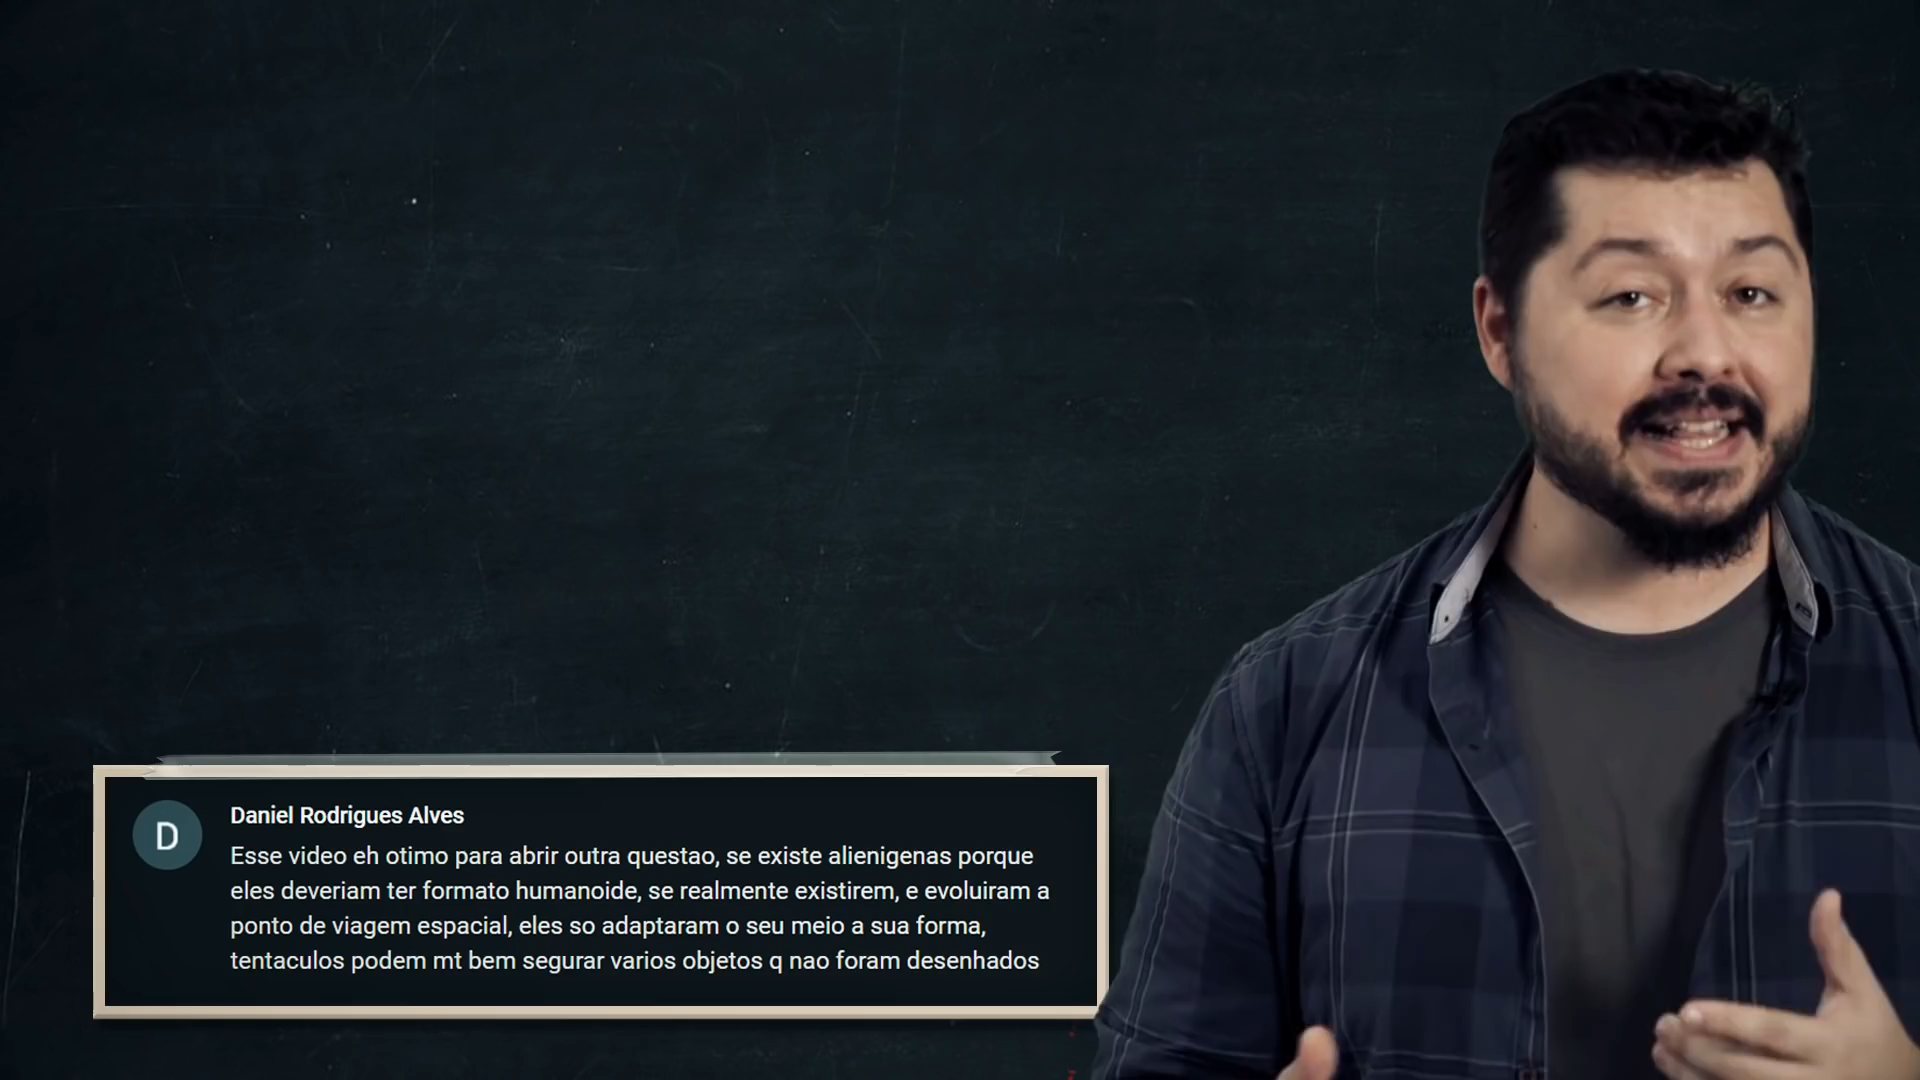 D
Daniel Rodrigues Alves
Esse video eh otimo para abrir outra questao, se existe alienigenas porque
eles deveriam ter formato humanoide, se realmente existirem, e evoluiram a
ponto de viagem espacial, eles so adaptaram o seu meio a sua forma,
tentaculos podem mt bem segurar varios objetos q nao foram desenhados